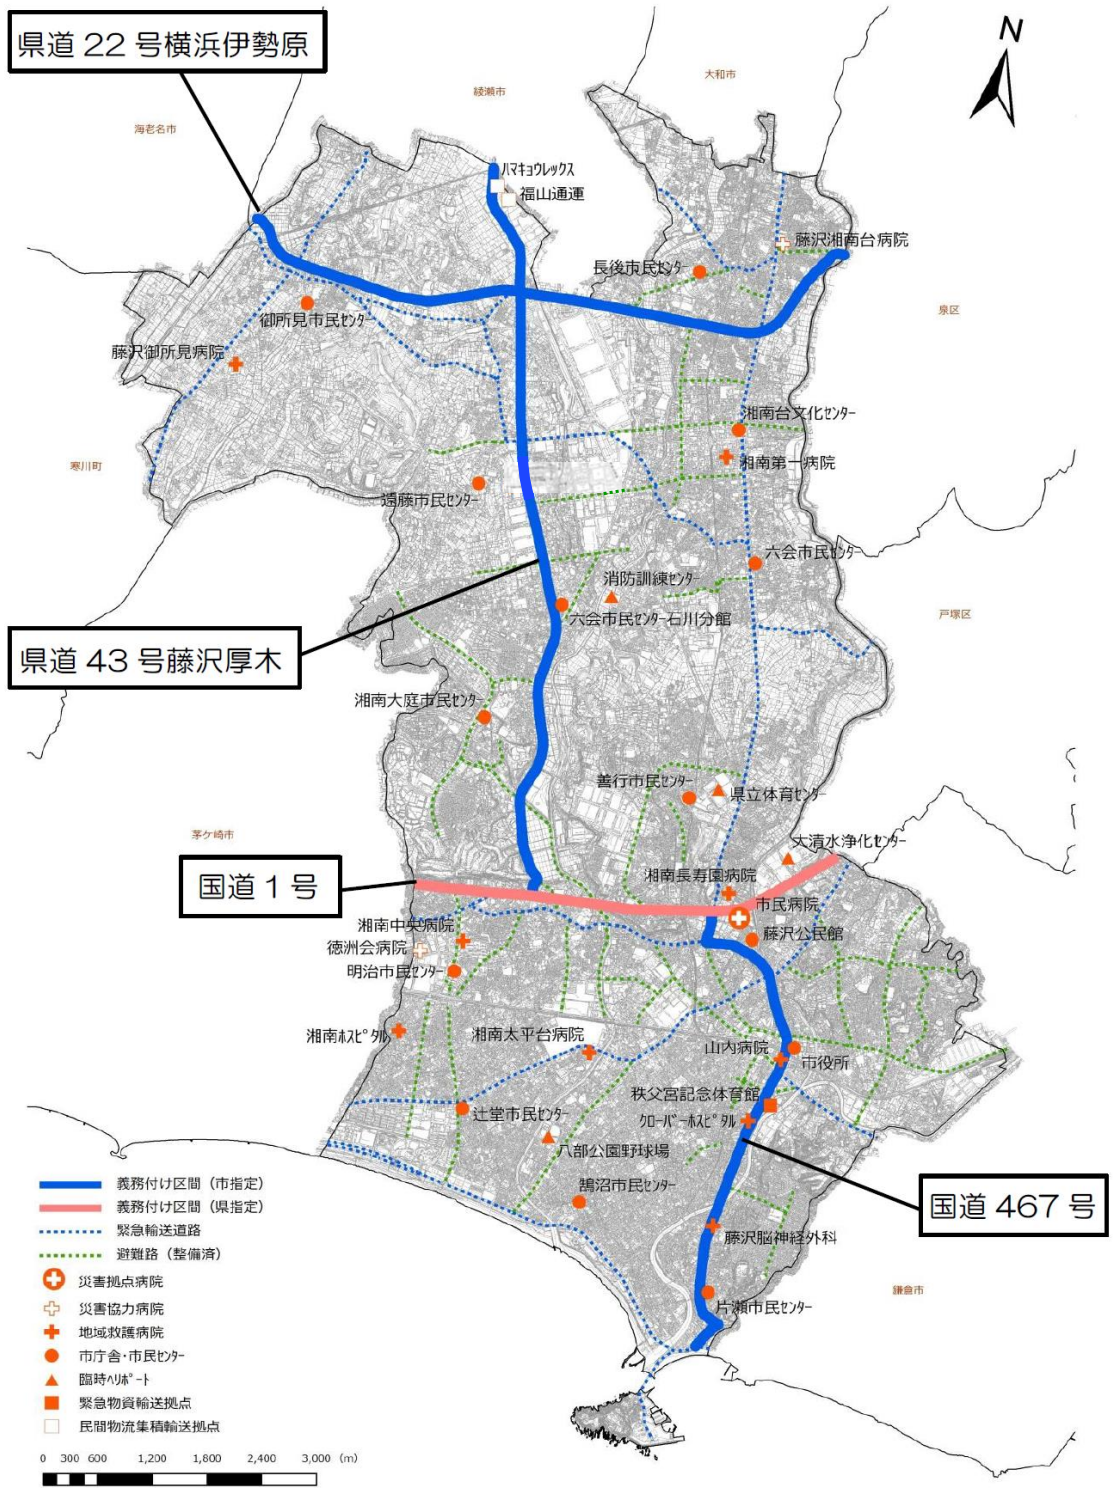 県道 22 号横浜伊勢原
N
大和市
綾瀬市
海老名市
ﾊﾏｷｮｳﾚｯｸｽ
福山通運
藤沢湘南台病院
長後市民ｾﾝﾀｰ
泉区
御所見市民ｾﾝﾀ
藤沢御所見病院
湘南台文化ｾﾝﾀｰ
湘南第一病院
寒川町
遠藤市民ｾﾝﾀｰ
六会市民ｾﾝﾀｰ
消防訓練ｾﾝﾀｰ
六会市民ｾﾝﾀｰ石川分館
戸塚区
県道 43 号藤沢厚木
湘南大庭市民ｾﾝﾀｰ
善行市民ｾﾝﾀｰ
県立体育ｾﾝﾀｰ
茅ケ崎市
大清水浄化ｾﾝﾀｰ
国道 1 号
湘南長寿園病院
市民病院
湘南中央病院
藤沢公民館
徳洲会病院
明治市民ｾﾝﾀｰ
湘南ﾎｽﾋﾟﾀﾙ
湘南太平台病院
山内病院
市役所
秩父宮記念体育館
ｸﾛｰﾊﾞｰﾎｽﾋﾟﾀﾙ
辻堂市民ｾﾝﾀｰ
八部公園野球場
鵠沼市民ｾﾝﾀｰ
国道 467 号
藤沢脳神経外科
鎌倉市
片瀬市民ｾﾝﾀｰ
義務付け区間（市指定）
義務付け区間（県指定）
緊急輸送道路
避難路（整備済）
災害拠点病院
災害協力病院
地域救護病院
市庁舎・市民ｾﾝﾀｰ
臨時ﾍﾘﾎﾟｰﾄ
緊急物資輸送拠点
民間物流集積輸送拠点
0 300 600 1,200 1,800 2,400 3,000 (m)